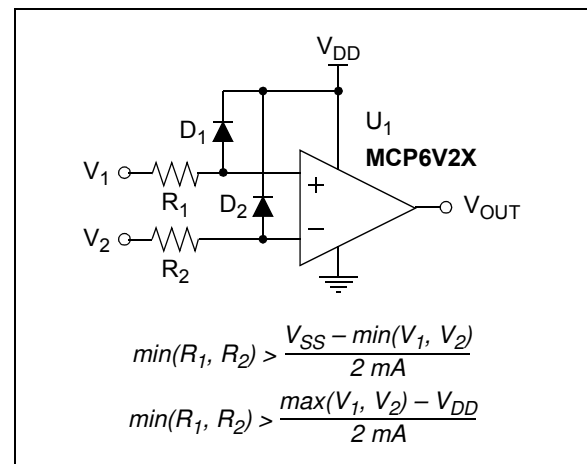 V_DD
U_1
MCP6V2X
D_1
V_1
R_1
+
D_2
V_OUT
V_2
−
R_2
min(R_1, R_2) > (V_SS – min(V_1, V_2)) / 2 mA
min(R_1, R_2) > (max(V_1, V_2) – V_DD) / 2 mA